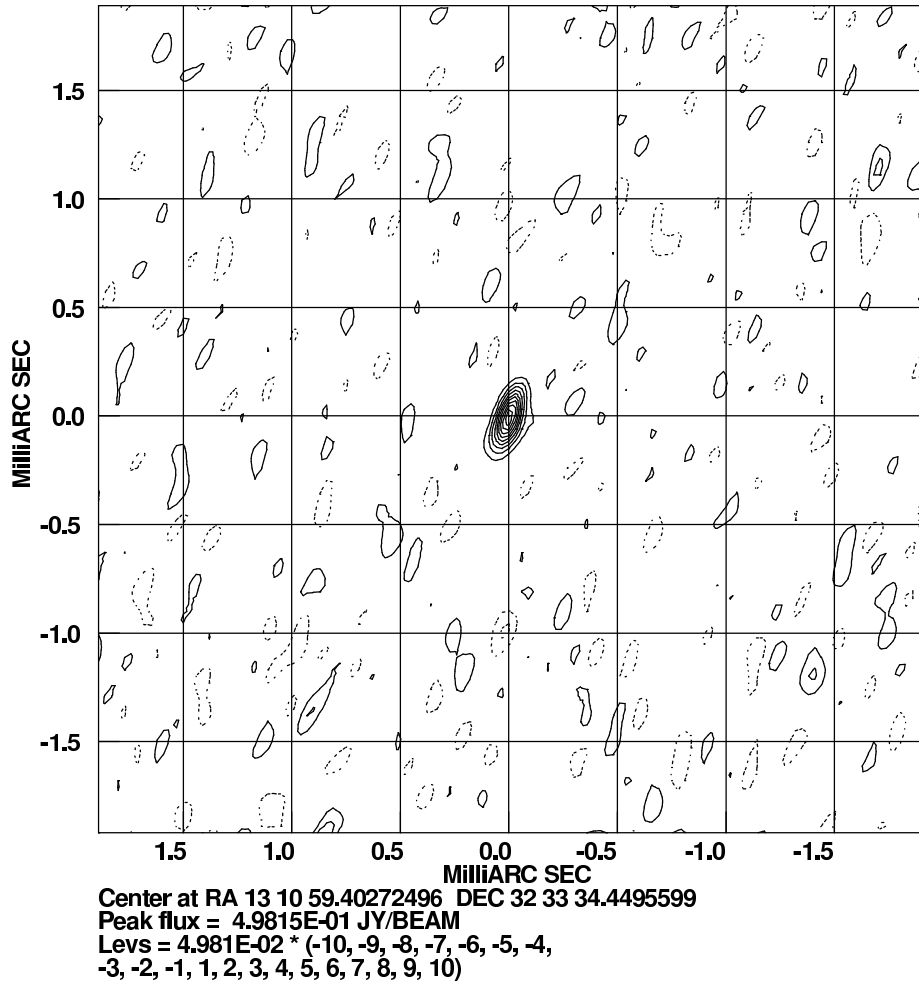 1.5
1.0
0.5
0.0
-0.5
-1.0
-1.5
MilliARC SEC
1.5 1.0 0.5 0.0 -0.5 -1.0 -1.5
MilliARC SEC
Center at RA 13 10 59.40272496 DEC 32 33 34.4495599
Peak flux = 4.9815E-01 JY/BEAM
Levs = 4.981E-02 * (-10, -9, -8, -7, -6, -5, -4,
-3, -2, -1, 1, 2, 3, 4, 5, 6, 7, 8, 9, 10)